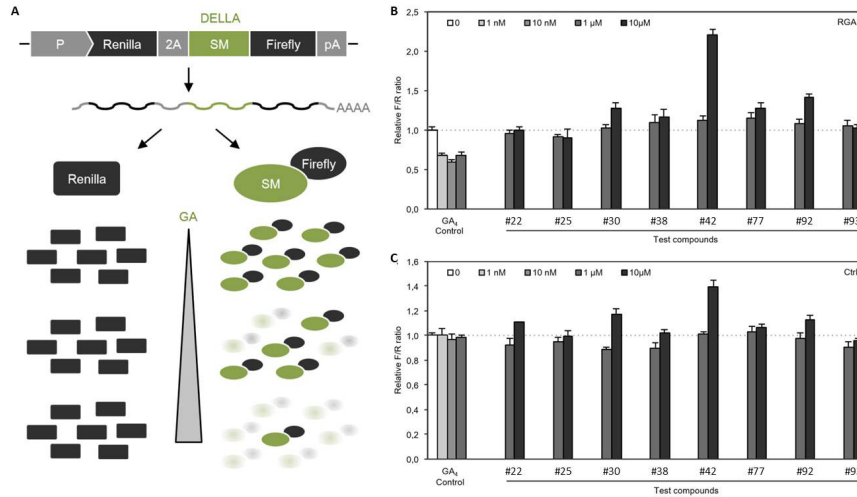 A
DELLA
P Renilla 2A SM Firefly pA
AAAA
Renilla
SM Firefly
GA
B
0 1 nM 10 nM 1 µM 10µM
RGA
Relative F/R ratio
2,5
2,0
1,5
1,0
0,5
0,0
GA4
Control
#22 #25 #30 #38 #42 #77 #92 #93
Test compounds
C
0 1 nM 10 nM 1 µM 10µM
Ctrl
Relative F/R ratio
1,6
1,4
1,2
1,0
0,8
0,6
0,4
0,2
0,0
GA4
Control
#22 #25 #30 #38 #42 #77 #92
Test compounds